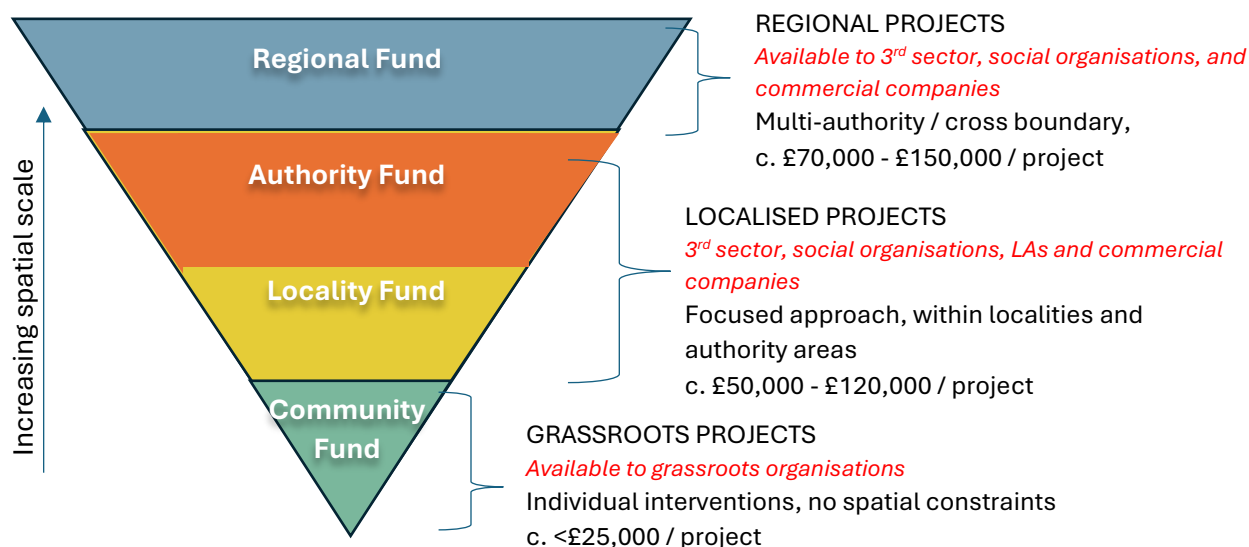 Increasing spatial scale
Regional Fund
REGIONAL PROJECTS
Available to 3rd sector, social organisations, and
commercial companies
Multi-authority / cross boundary,
c. £70,000 - £150,000 / project
Authority Fund
Locality Fund
LOCALISED PROJECTS
3rd sector, social organisations, LAs and commercial
companies
Focused approach, within localities and
authority areas
c. £50,000 - £120,000 / project
Community
Fund
GRASSROOTS PROJECTS
Available to grassroots organisations
Individual interventions, no spatial constraints
c. <£25,000 / project